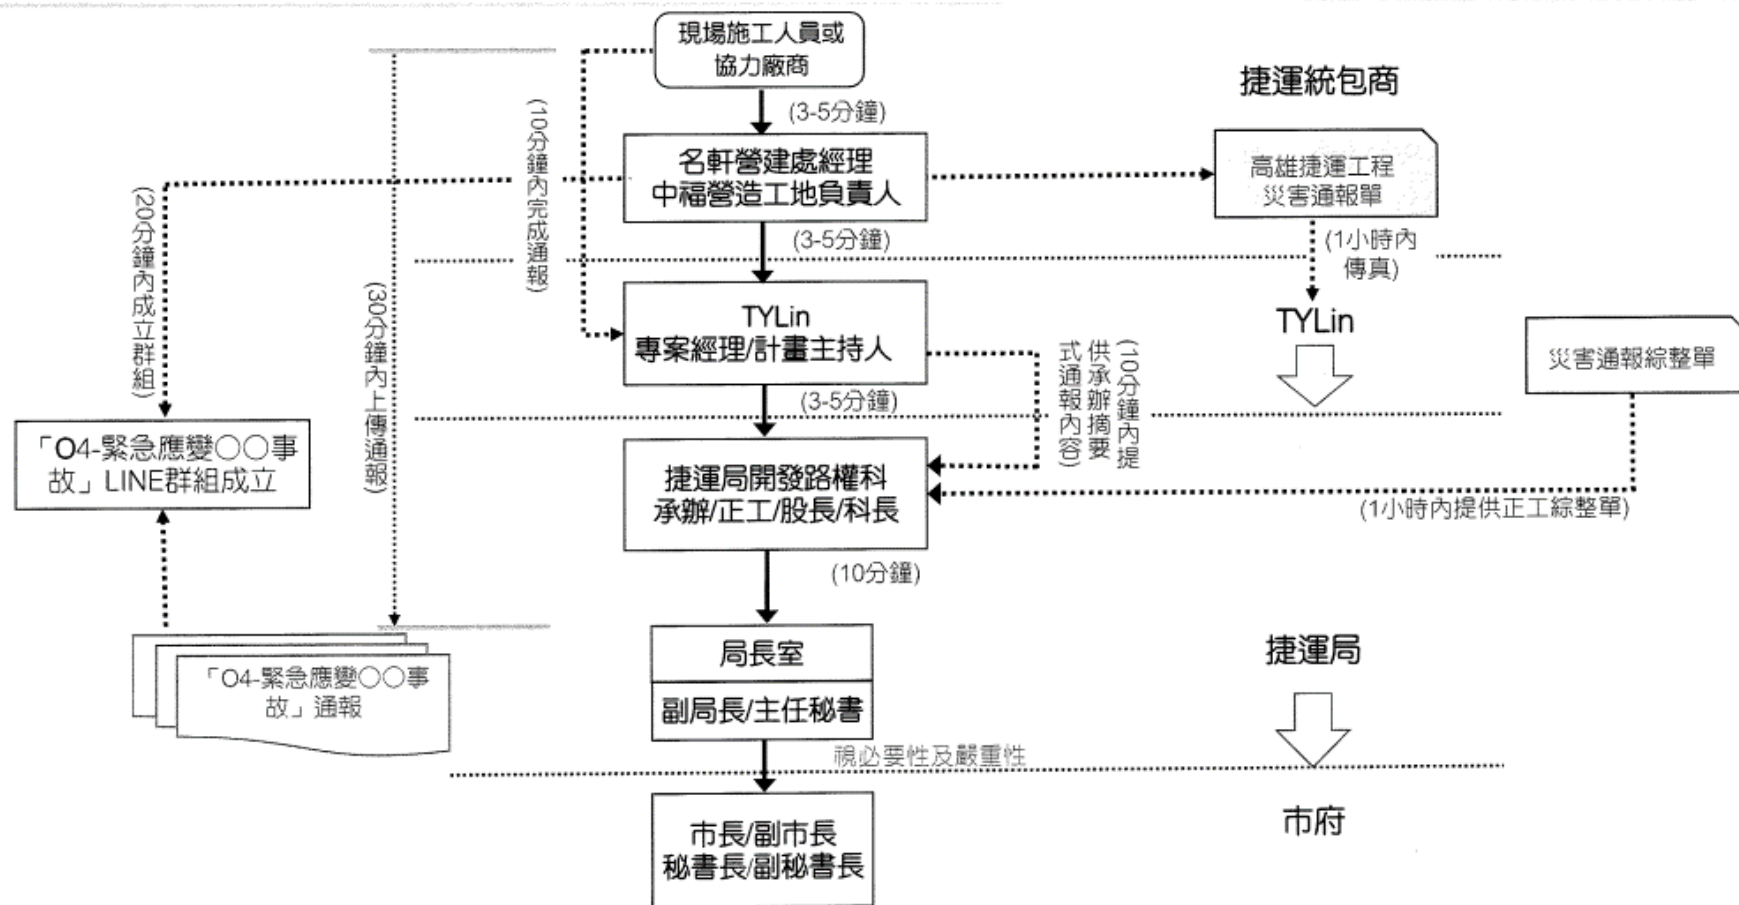 現場施工人員或
協力廠商
捷運統包商
(3-5分鐘)
(10分鐘內完成通報)
名軒營建處經理
中福營造工地負責人
高雄捷運工程
災害通報單
(20分鐘內成立群組)
(3-5分鐘)
(1小時內
傳真)
(30分鐘內上傳通報)
TYLin
專案經理/計畫主持人
TYLin
災害通報綜整單
(10分鐘內提
供承辦摘要
式通報內容)
(3-5分鐘)
「O4-緊急應變○○事
故」LINE群組成立
捷運局開發路權科
承辦/正工/股長/科長
(1小時內提供正工綜整單)
(10分鐘)
局長室
副局長/主任秘書
捷運局
「O4-緊急應變○○事
故」通報
視必要性及嚴重性
市長/副市長
秘書長/副秘書長
市府